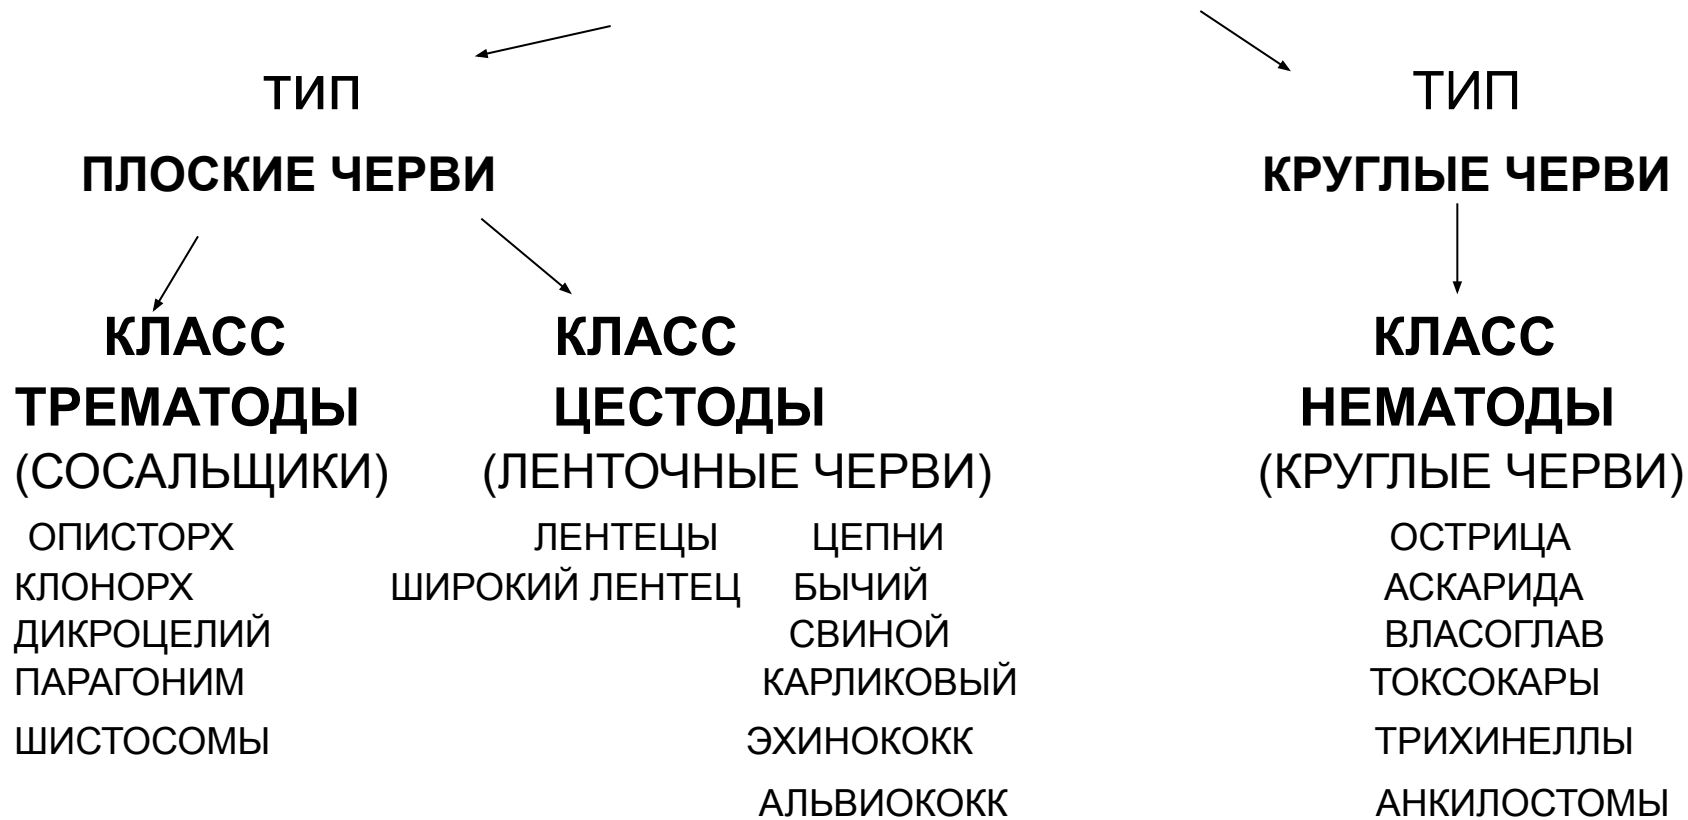 ТИП ТИП
ПЛОСКИЕ ЧЕРВИ КРУГЛЫЕ ЧЕРВИ
КЛАСС КЛАСС КЛАСС
ТРЕМАТОДЫ ЦЕСТОДЫ НЕМАТОДЫ
(СОСАЛЬЩИКИ) (ЛЕНТОЧНЫЕ ЧЕРВИ) (КРУГЛЫЕ ЧЕРВИ)
ОПИСТОРХ ЛЕНТЕЦЫ ЦЕПНИ ОСТРИЦА
КЛОНОРХ ШИРОКИЙ ЛЕНТЕЦ БЫЧИЙ АСКАРИДА
ДИКРОЦЕЛИЙ СВИНОЙ ВЛАСОГЛАВ
ПАРАГОНИМ КАРЛИКОВЫЙ ТОКСОКАРЫ
ШИСТОСОМЫ ЭХИНОКОКК ТРИХИНЕЛЛЫ
АЛЬВИОКОКК АНКИЛОСТОМЫ